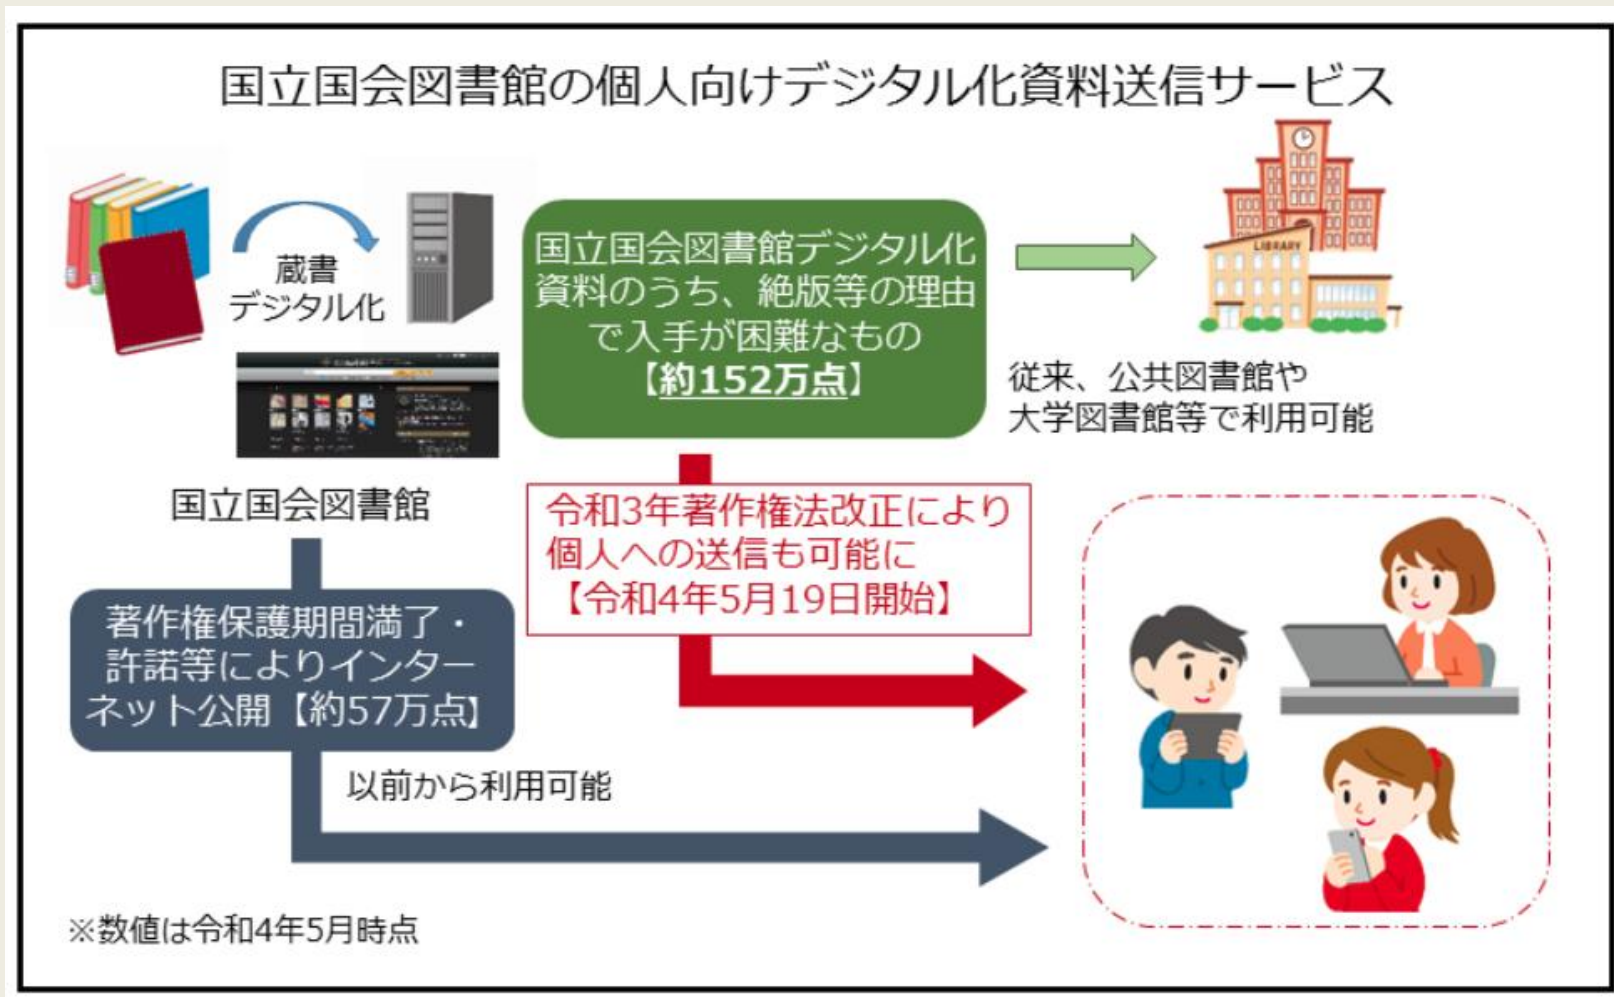 国立国会図書館の個人向けデジタル化資料送信サービス
蔵書
デジタル化
国立国会図書館デジタル化
資料のうち、絶版等の理由
で入手が困難なもの
【約152万点】
LIBRARY
従来、公共図書館や
大学図書館等で利用可能
国立国会図書館
令和3年著作権法改正により
個人への送信も可能に
【令和4年5月19日開始】
著作権保護期間満了・
許諾等によりインター
ネット公開【約57万点】
以前から利用可能
※数値は令和4年5月時点